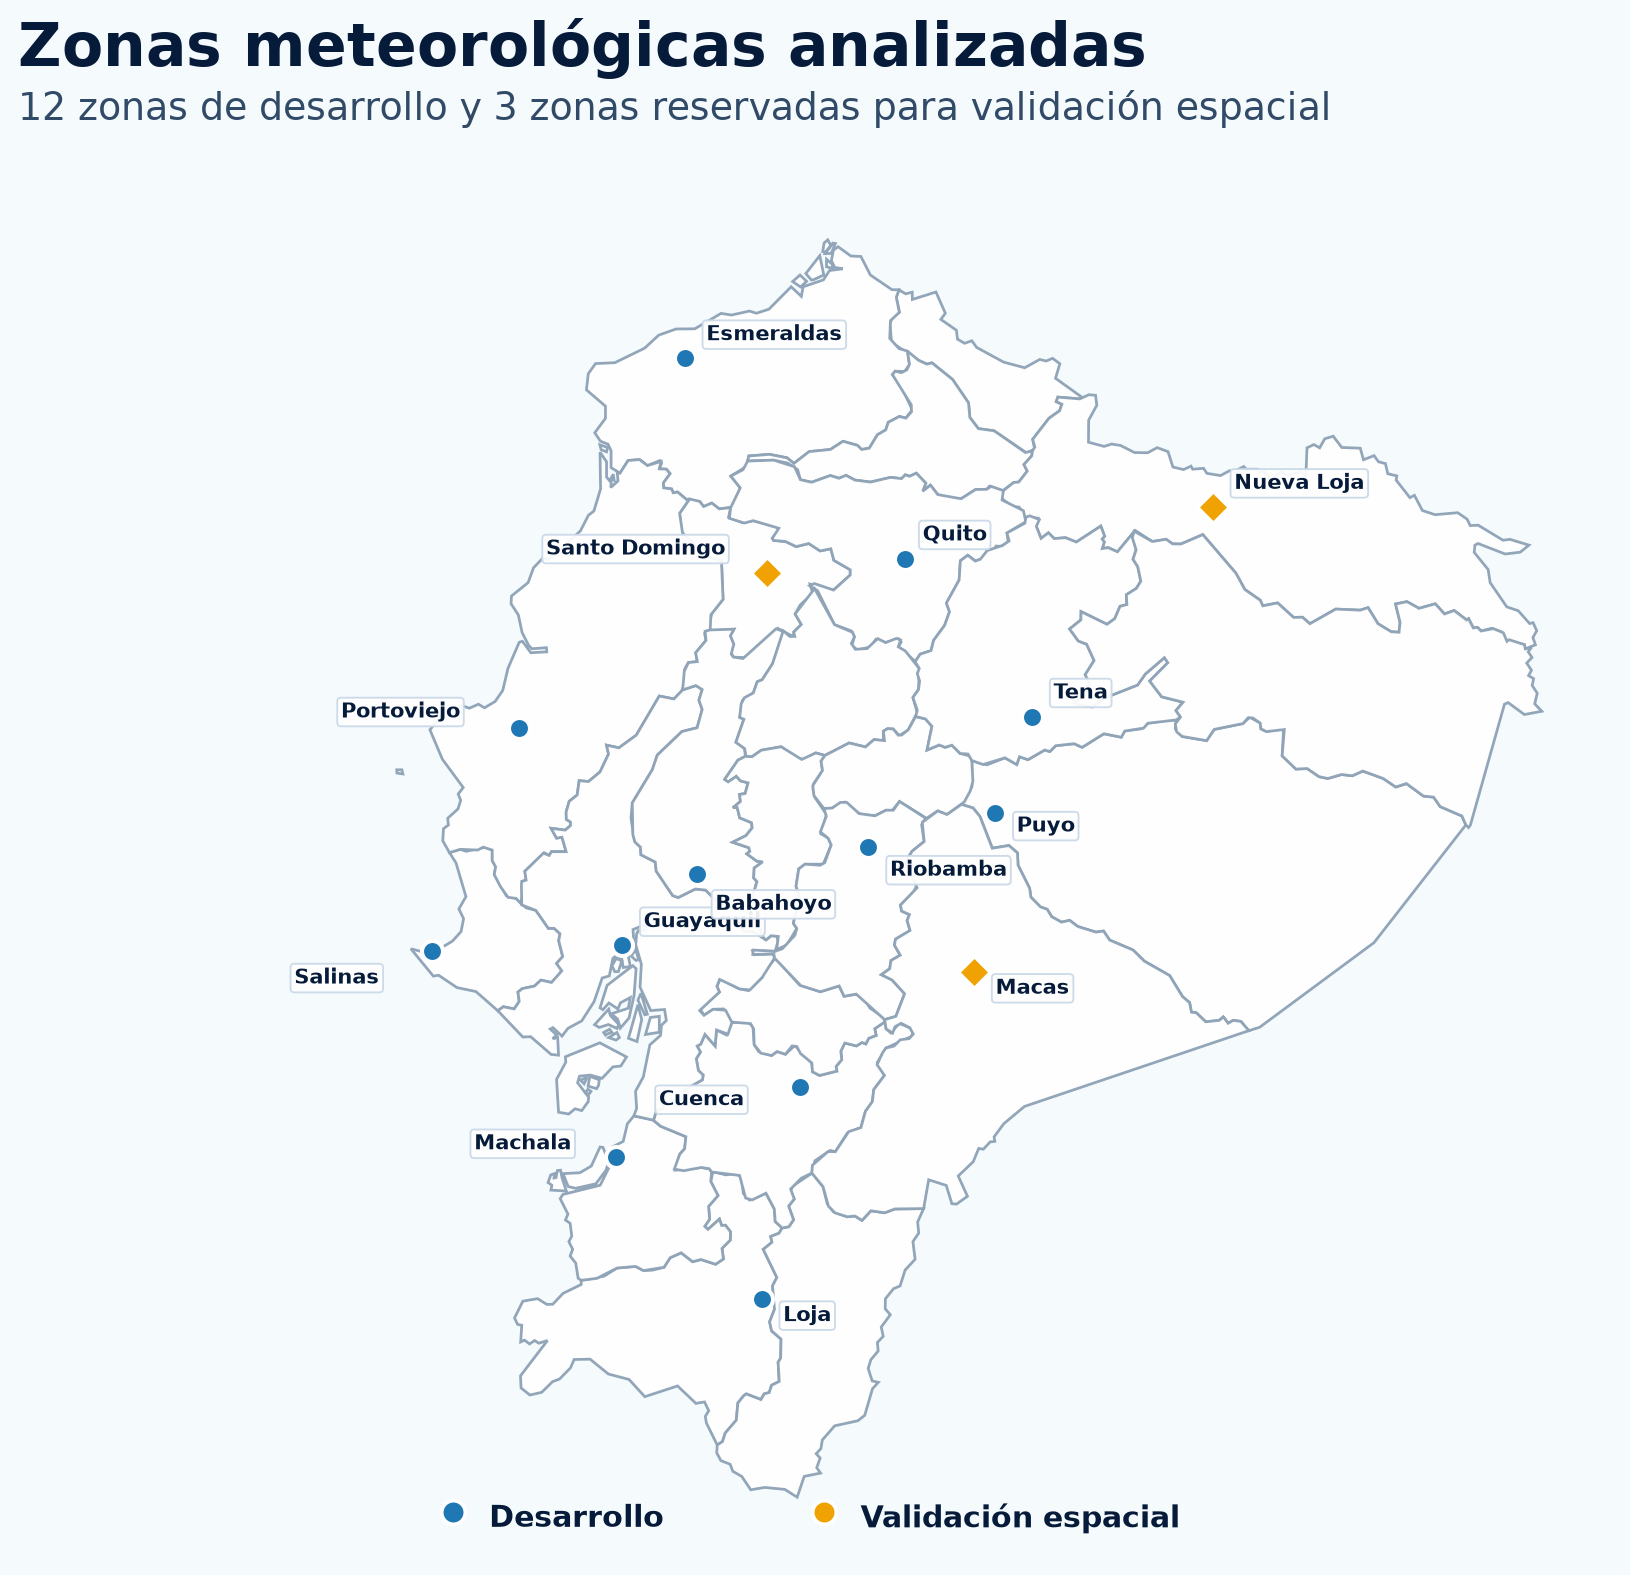 Zonas meteorológicas analizadas
12 zonas de desarrollo y 3 zonas reservadas para validación espacial
Esmeraldas
Nueva Loja
Quito
Santo Domingo
Tena
Portoviejo
Puyo
Riobamba
Babahoyo
Guayaquil
Salinas
Macas
Cuenca
Machala
Loja
Desarrollo
Validación espacial